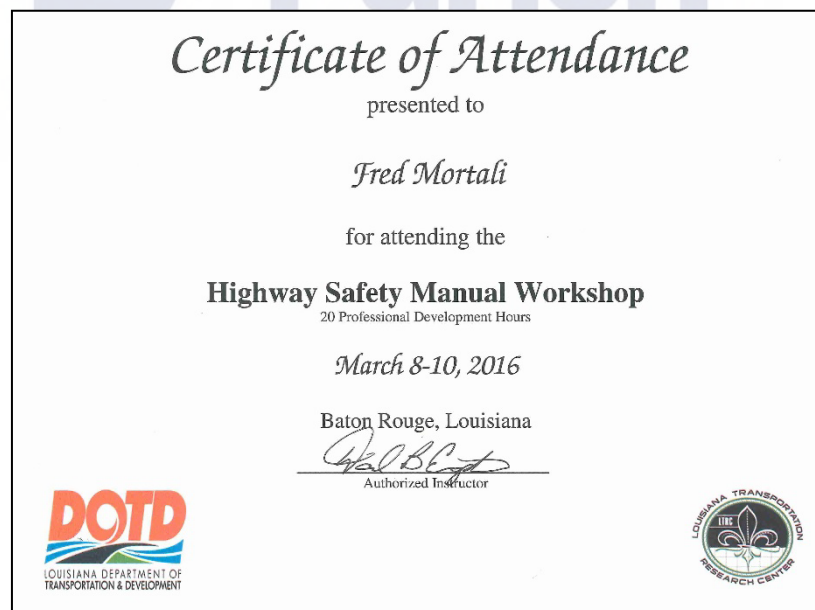 Certificate of Attendance
presented to
Fred Mortali
for attending the
Highway Safety Manual Workshop
20 Professional Development Hours
March 8-10, 2016
Baton Rouge, Louisiana
Authorized Instructor
DOTD
LOUISIANA DEPARTMENT OF
TRANSPORTATION & DEVELOPMENT
LOUISIANA TRANSPORTATION
LTRC
RESEARCH CENTER